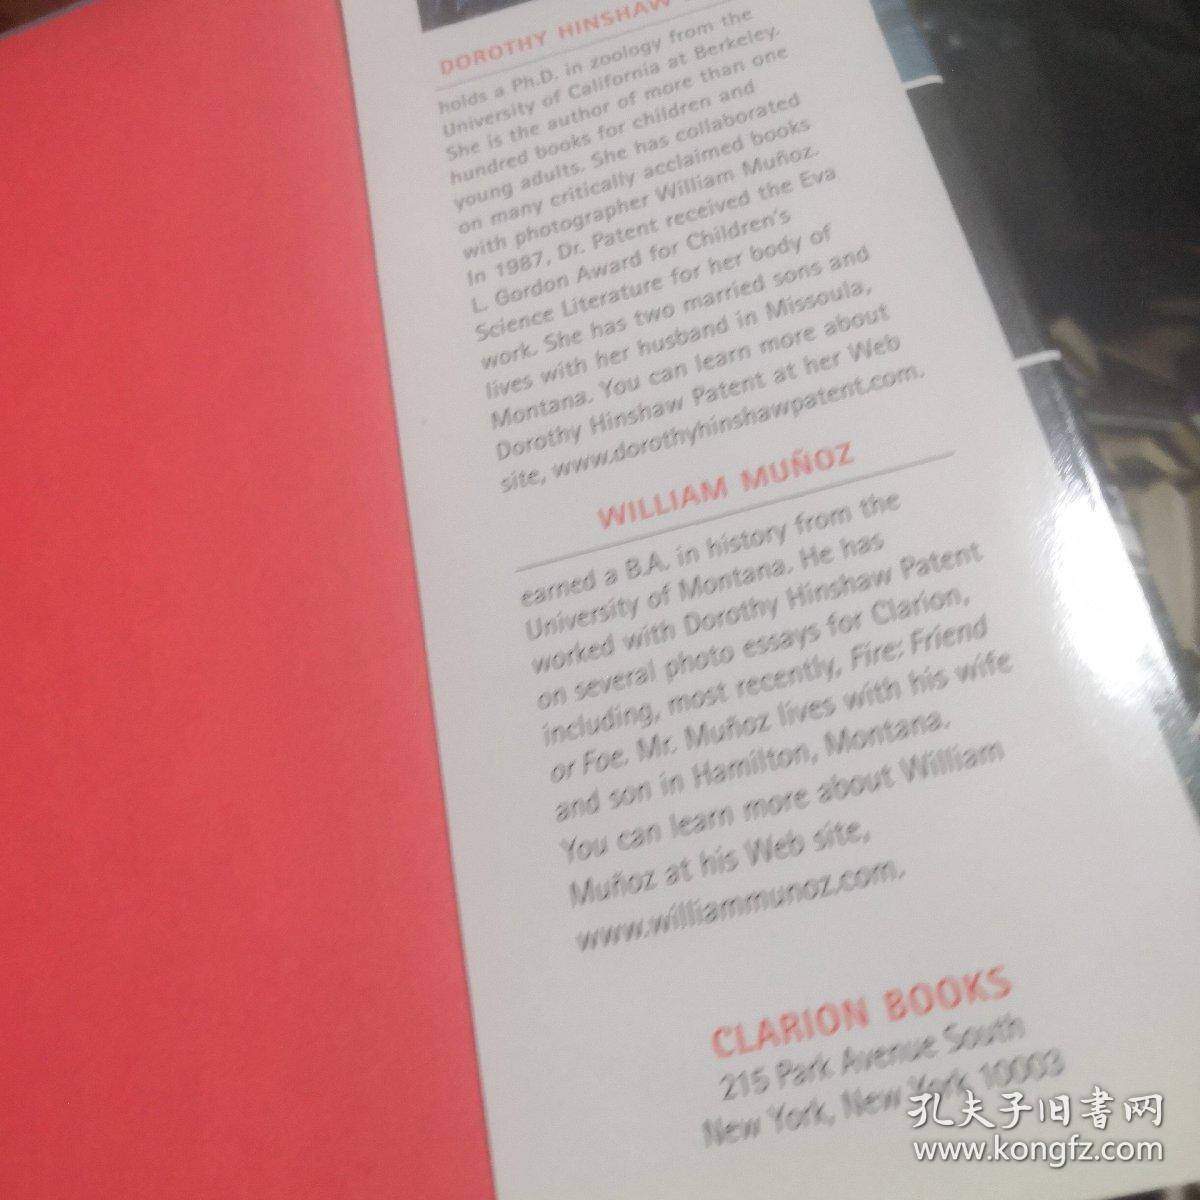 DOROTHY HINSHAW
holds a Ph.D. in zoology from the
University of California at Berkeley.
She is the author of more than one
hundred books for children and
young adults. She has collaborated
on many critically acclaimed books
with photographer William Muñoz.
In 1987, Dr. Patent received the Eva
L. Gordon Award for Children's
Science Literature for her body of
work. She has two married sons and
lives with her husband in Missoula,
Montana. You can learn more about
Dorothy Hinshaw Patent at her Web
site, www.dorothyhinshawpatent.com.
WILLIAM MUÑOZ
earned a B.A. in history from the
University of Montana. He has
worked with Dorothy Hinshaw Patent
on several photo essays for Clarion,
including, most recently, Fire: Friend
or Foe. Mr. Muñoz lives with his wife
and son in Hamilton, Montana.
You can learn more about William
Muñoz at his Web site,
www.williammunoz.com.
CLARION BOOKS
215 Park Avenue South
New York, New York 10003
孔夫子旧书网
www.kongfz.com